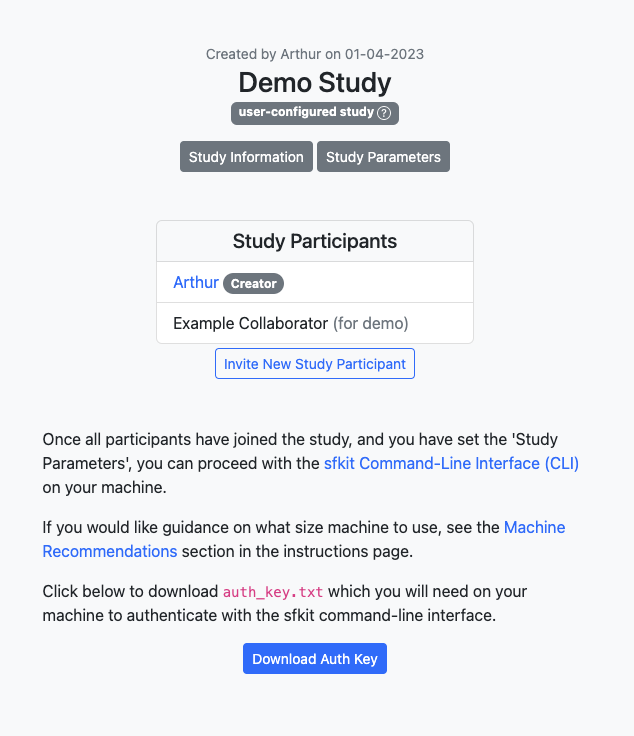 Created by Arthur on 01-04-2023
Demo Study
user-configured study ?
Study Information Study Parameters
Study Participants
Arthur Creator
Example Collaborator (for demo)
Invite New Study Participant
Once all participants have joined the study, and you have set the 'Study
Parameters', you can proceed with the sfkit Command-Line Interface (CLI)
on your machine.
If you would like guidance on what size machine to use, see the Machine
Recommendations section in the instructions page.
Click below to download auth_key.txt which you will need on your
machine to authenticate with the sfkit command-line interface.
Download Auth Key